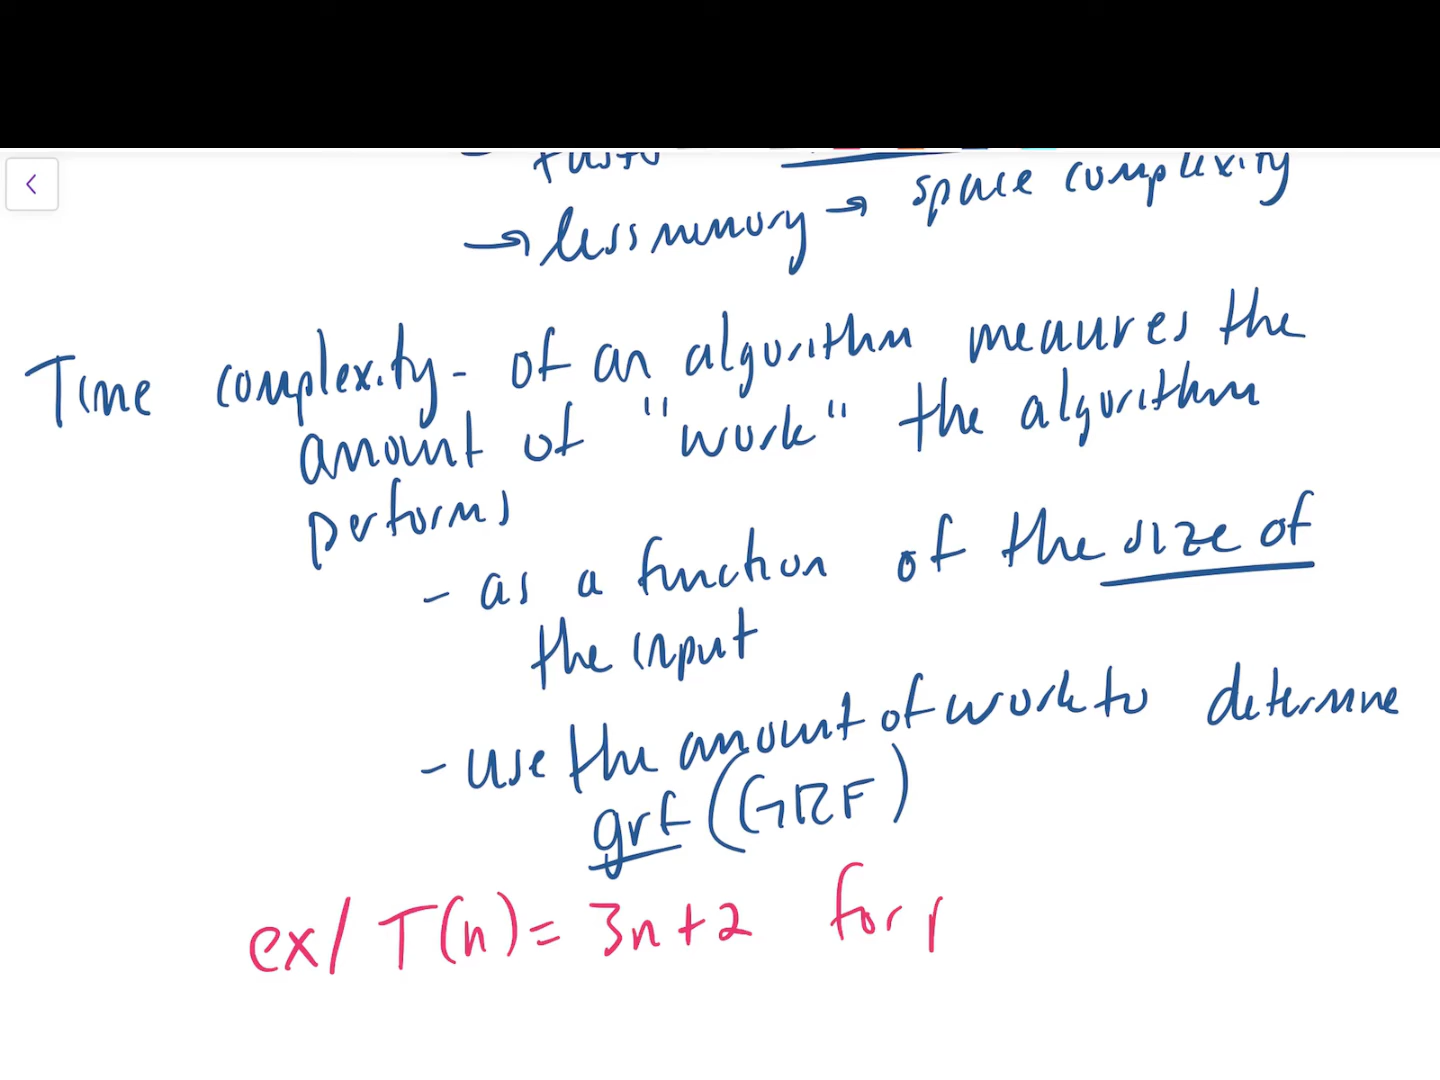 → less memory → space complexity
Time complexity - of an algorithm measures the
amount of "work" the algorithm
performs
- as a function of the size of
the input
- use the amount of work to determine
grf (GRF)
ex/ T(n) = 3n + 2 for